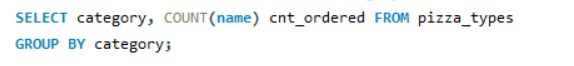 SELECT category, COUNT(name) cnt_ordered FROM pizza_types
GROUP BY category;